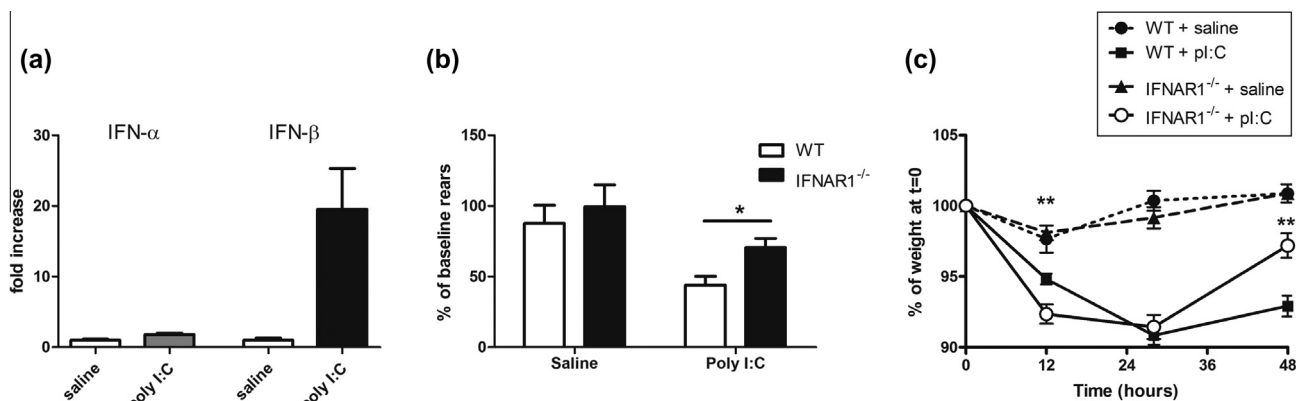 (a)
IFN-α
IFN-β
fold increase
30
20
10
0
saline
poly I:C
saline
poly I:C
(b)
% of baseline rears
150
100
50
0
WT
IFNAR1-/-
*
Saline
Poly I:C
(c)
WT + saline
WT + pI:C
IFNAR1-/- + saline
IFNAR1-/- + pI:C
% of weight at t=0
105
100
95
90
**
**
0
12
24
36
48
Time (hours)